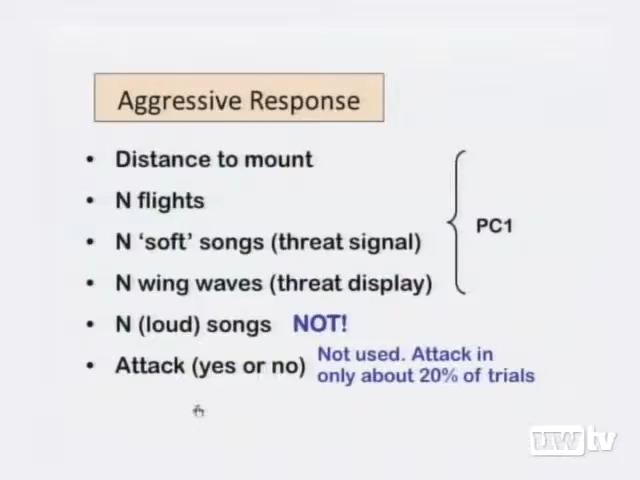 Aggressive Response
• Distance to mount
• N flights
• N ‘soft’ songs (threat signal)
• N wing waves (threat display)
PC1
• N (loud) songs NOT!
• Attack (yes or no)
Not used. Attack in
only about 20% of trials
uwtv